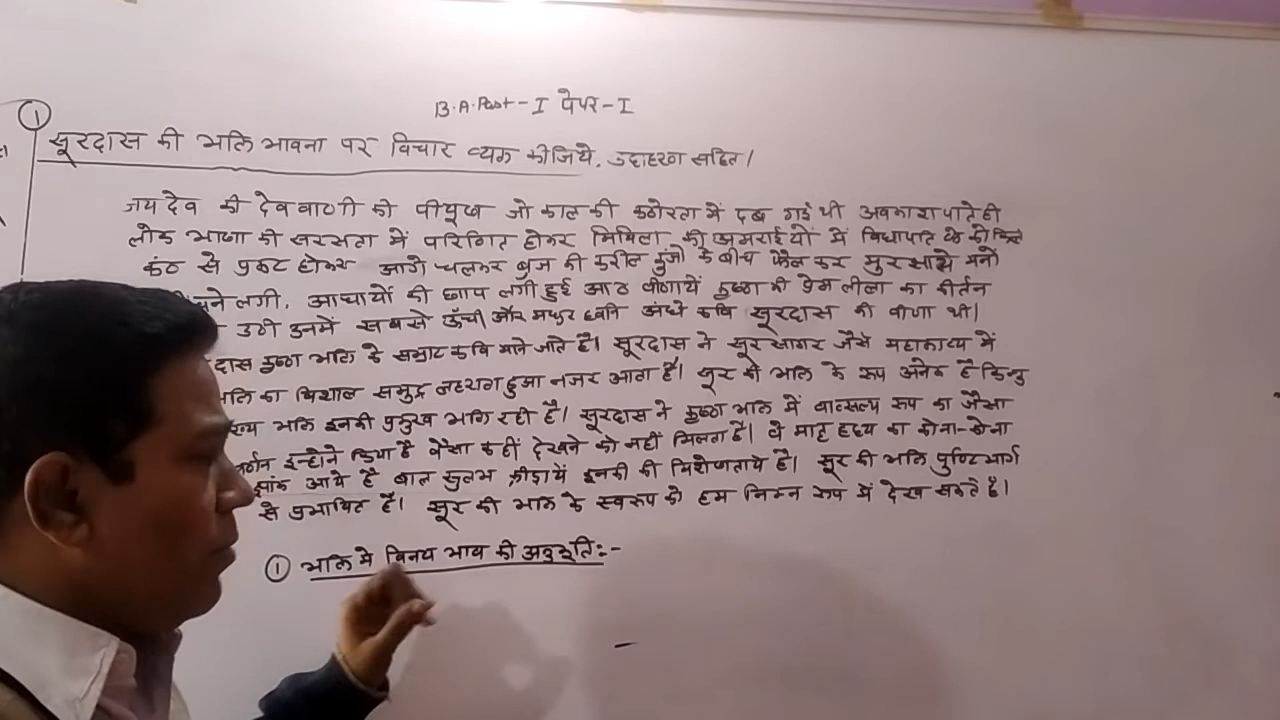 B.A. Part - I पेपर - I
① सूरदास की भक्ति भावना पर विचार व्यक्त कीजिये, उदाहरण सहित।
जयदेव की देववाणी की पीयूष जो काल की कठोरता में दब गई थी अवकाश पाते ही
लोक भाषा की सरसता में परिणित होकर मिथिला की अमराईयों में विद्यापति के कोकिल
कंठ से प्रकट होकर आगे चलकर ब्रज की करील कुंजों के बीच फैल कर मुरझाये मनों
लगी, आचार्यों की छाप लगी हुई आठ वीणायें कृष्ण की प्रेम लीला का कीर्तन
उठी उनमें सबसे ऊँची और मधुर ध्वनि अंधे कवि सूरदास की वीणा थी।
दास कृष्ण भक्ति के सम्राट कवि माने जाते है। सूरदास ने सूरसागर जैसे महाकाव्य में
का विशाल समुद्र लहराता हुआ नजर आता है। सूर की भक्ति के रूप अनेक है किन्तु
भक्ति इनकी प्रमुख भक्ति रही है। सूरदास ने कृष्ण भक्ति में वात्सल्य रूप का जैसा
इन्होने किया है वैसा कहीं देखने को नहीं मिलता है। वे मातृ हृदय का कोना-कोना
झांक आये है बाल सुलभ क्रीडायें इनकी की विशेषताये है। सूर की भक्ति पुष्टिमार्ग
से प्रभावित है। सूर की भक्ति के स्वरूप को हम निम्न रूप में देख सकते है।
① भक्ति मे विनय भाव की अनुभूति:-